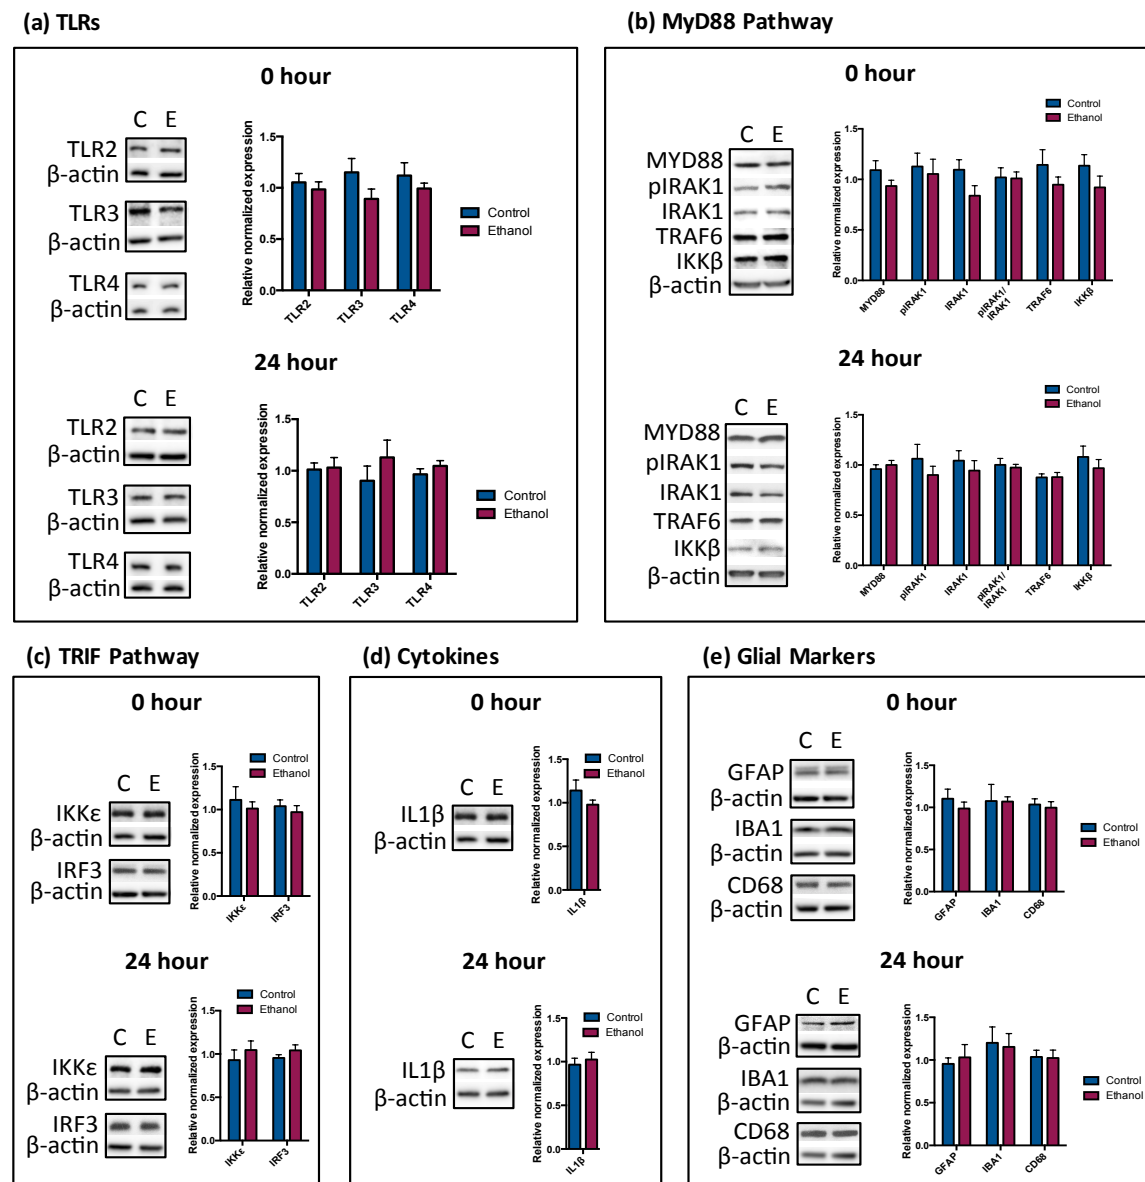 (a) TLRs
0 hour
C E
TLR2
β-actin
TLR3
β-actin
TLR4
β-actin
Relative normalized expression
1.5
1.0
0.5
0.0
TLR2
TLR3
TLR4
Control
Ethanol
24 hour
C E
TLR2
β-actin
TLR3
β-actin
TLR4
β-actin
Relative normalized expression
1.5
1.0
0.5
0.0
TLR2
TLR3
TLR4
Control
Ethanol
(b) MyD88 Pathway
0 hour
C E
MYD88
pIRAK1
IRAK1
TRAF6
IKKβ
β-actin
Control
Ethanol
Relative normalized expression
1.5
1.0
0.5
0.0
MYD88
pIRAK1
IRAK1
pIRAK1/
IRAK1
TRAF6
IKKβ
24 hour
C E
MYD88
pIRAK1
IRAK1
TRAF6
IKKβ
β-actin
Control
Ethanol
Relative normalized expression
1.5
1.0
0.5
0.0
MYD88
pIRAK1
IRAK1
pIRAK1/
IRAK1
TRAF6
IKKβ
(c) TRIF Pathway
0 hour
C E
IKKε
β-actin
IRF3
β-actin
Control
Ethanol
Relative normalized expression
1.5
1.0
0.5
0.0
IKKε
IRF3
24 hour
C E
IKKε
β-actin
IRF3
β-actin
Control
Ethanol
Relative normalized expression
1.5
1.0
0.5
0.0
IKKε
IRF3
(d) Cytokines
0 hour
C E
IL1β
β-actin
Control
Ethanol
Relative normalized expression
1.5
1.0
0.5
0.0
IL1β
24 hour
C E
IL1β
β-actin
Control
Ethanol
Relative normalized expression
1.5
1.0
0.5
0.0
IL1β
(e) Glial Markers
0 hour
C E
GFAP
β-actin
IBA1
β-actin
CD68
β-actin
Relative normalized expression
1.5
1.0
0.5
0.0
GFAP
IBA1
CD68
Control
Ethanol
24 hour
C E
GFAP
β-actin
IBA1
β-actin
CD68
β-actin
Relative normalized expression
1.5
1.0
0.5
0.0
GFAP
IBA1
CD68
Control
Ethanol